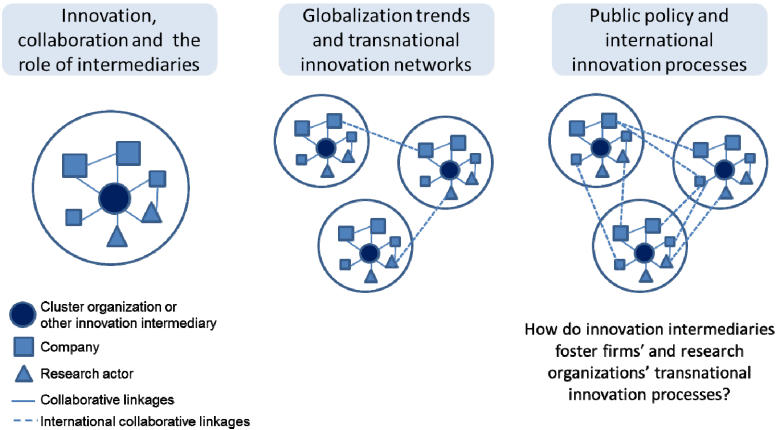 Innovation,
collaboration and the
role of intermediaries
Globalization trends
and transnational
innovation networks
Public policy and
international
innovation processes
Cluster organization or
other innovation intermediary
Company
Research actor
Collaborative linkages
International collaborative linkages
How do innovation intermediaries
foster firms’ and research
organizations’ transnational
innovation processes?